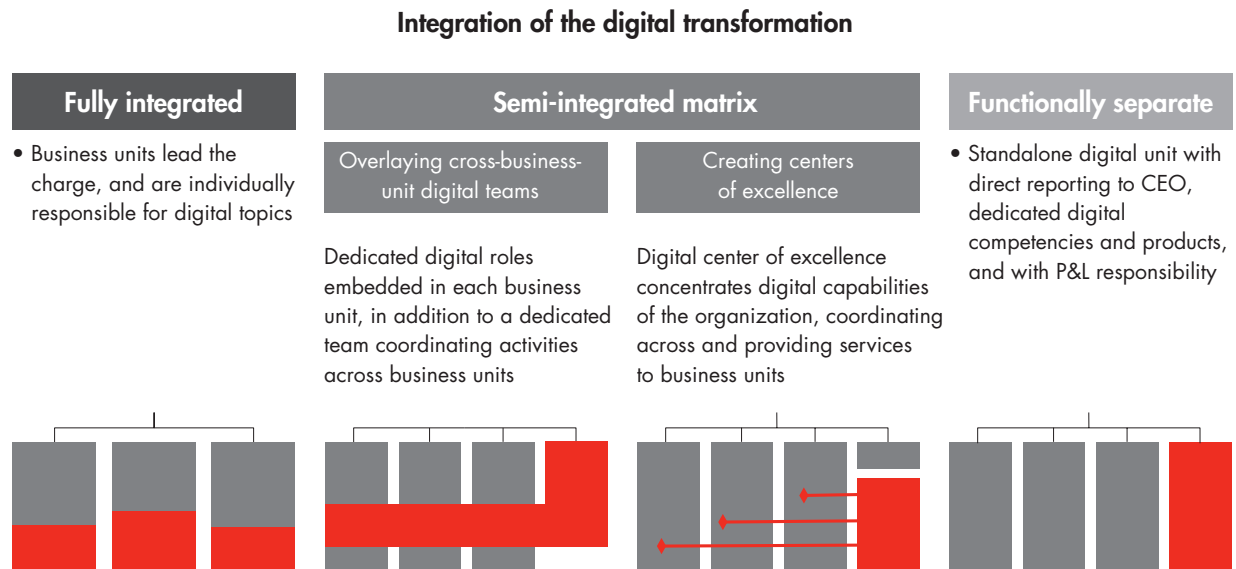 Integration of the digital transformation
Fully integrated
• Business units lead the
charge, and are individually
responsible for digital topics
Semi-integrated matrix
Overlaying cross-business-
unit digital teams
Dedicated digital roles
embedded in each business
unit, in addition to a dedicated
team coordinating activities
across business units
Creating centers
of excellence
Digital center of excellence
concentrates digital capabilities
of the organization, coordinating
across and providing services
to business units
Functionally separate
• Standalone digital unit with
direct reporting to CEO,
dedicated digital
competencies and products,
and with P&L responsibility